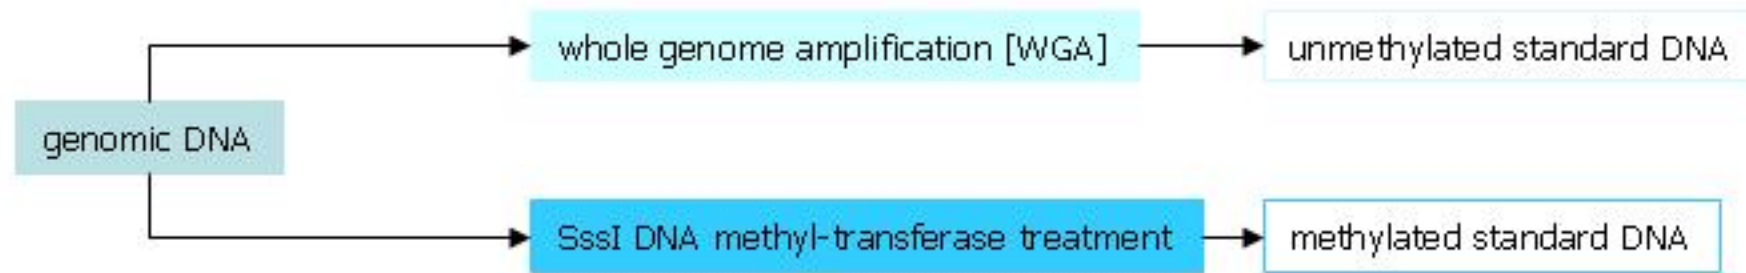 whole genome amplification [WGA]
unmethylated standard DNA
genomic DNA
SssI DNA methyl-transferase treatment
methylated standard DNA